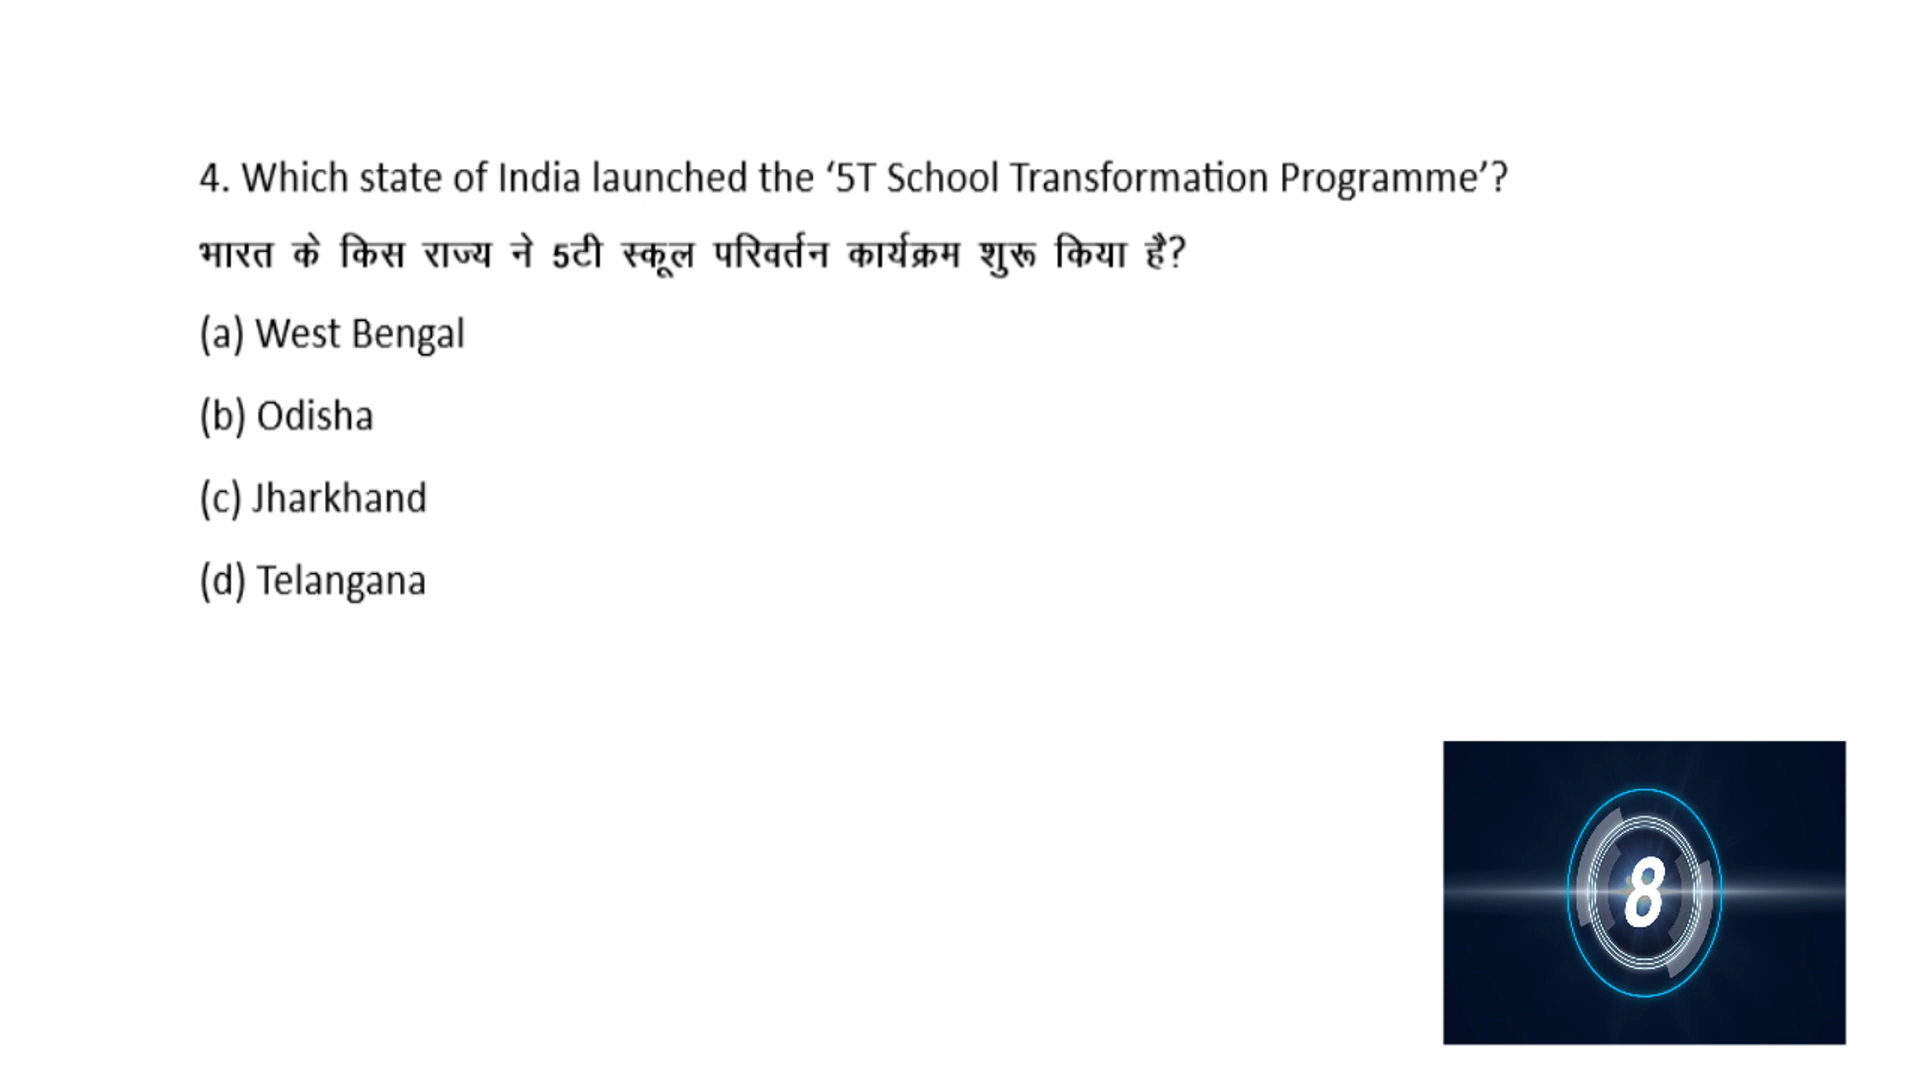 4. Which state of India launched the ‘5T School Transformation Programme’?
भारत के किस राज्य ने 5टी स्कूल परिवर्तन कार्यक्रम शुरू किया है?
(a) West Bengal
(b) Odisha
(c) Jharkhand
(d) Telangana
8